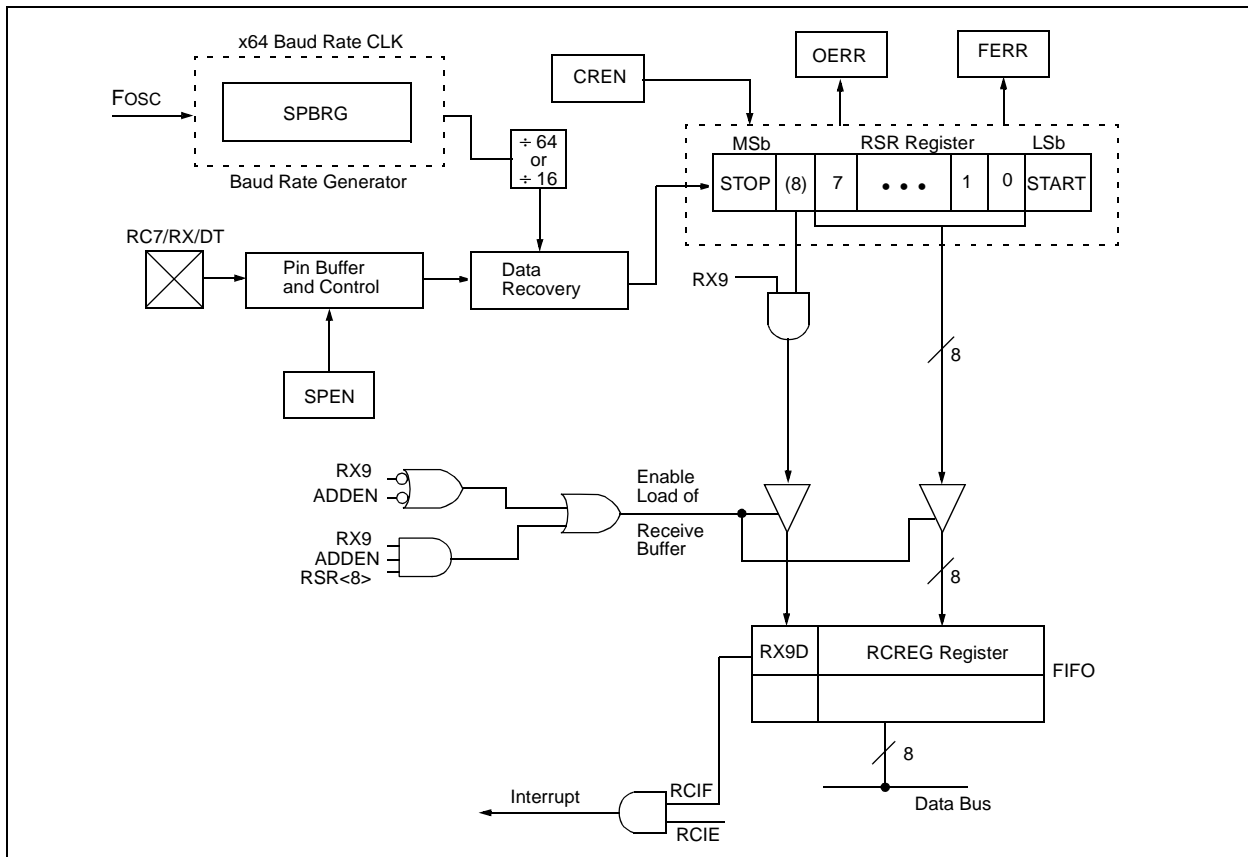 x64 Baud Rate CLK
FOSC
SPBRG
Baud Rate Generator
÷ 64
or
÷ 16
CREN
OERR
FERR
MSb
RSR Register
LSb
STOP
(8)
7
• • •
1
0
START
RC7/RX/DT
Pin Buffer
and Control
Data
Recovery
SPEN
RX9
8
RX9
ADDEN
RX9
ADDEN
RSR<8>
Enable
Load of
Receive
Buffer
8
RX9D
RCREG Register
FIFO
8
Data Bus
Interrupt
RCIF
RCIE